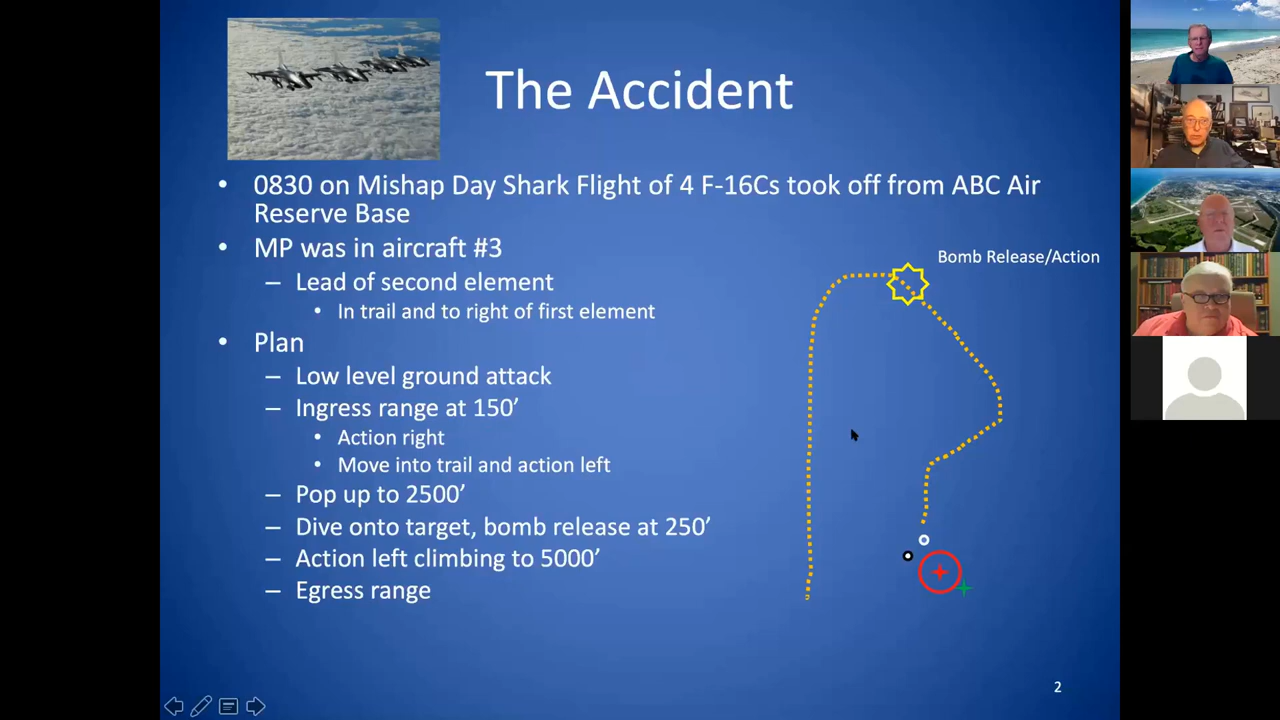 The Accident
• 0830 on Mishap Day Shark Flight of 4 F-16Cs took off from ABC Air
Reserve Base
• MP was in aircraft #3
– Lead of second element
• In trail and to right of first element
• Plan
– Low level ground attack
– Ingress range at 150’
• Action right
• Move into trail and action left
– Pop up to 2500’
– Dive onto target, bomb release at 250’
– Action left climbing to 5000’
– Egress range
Bomb Release/Action
2